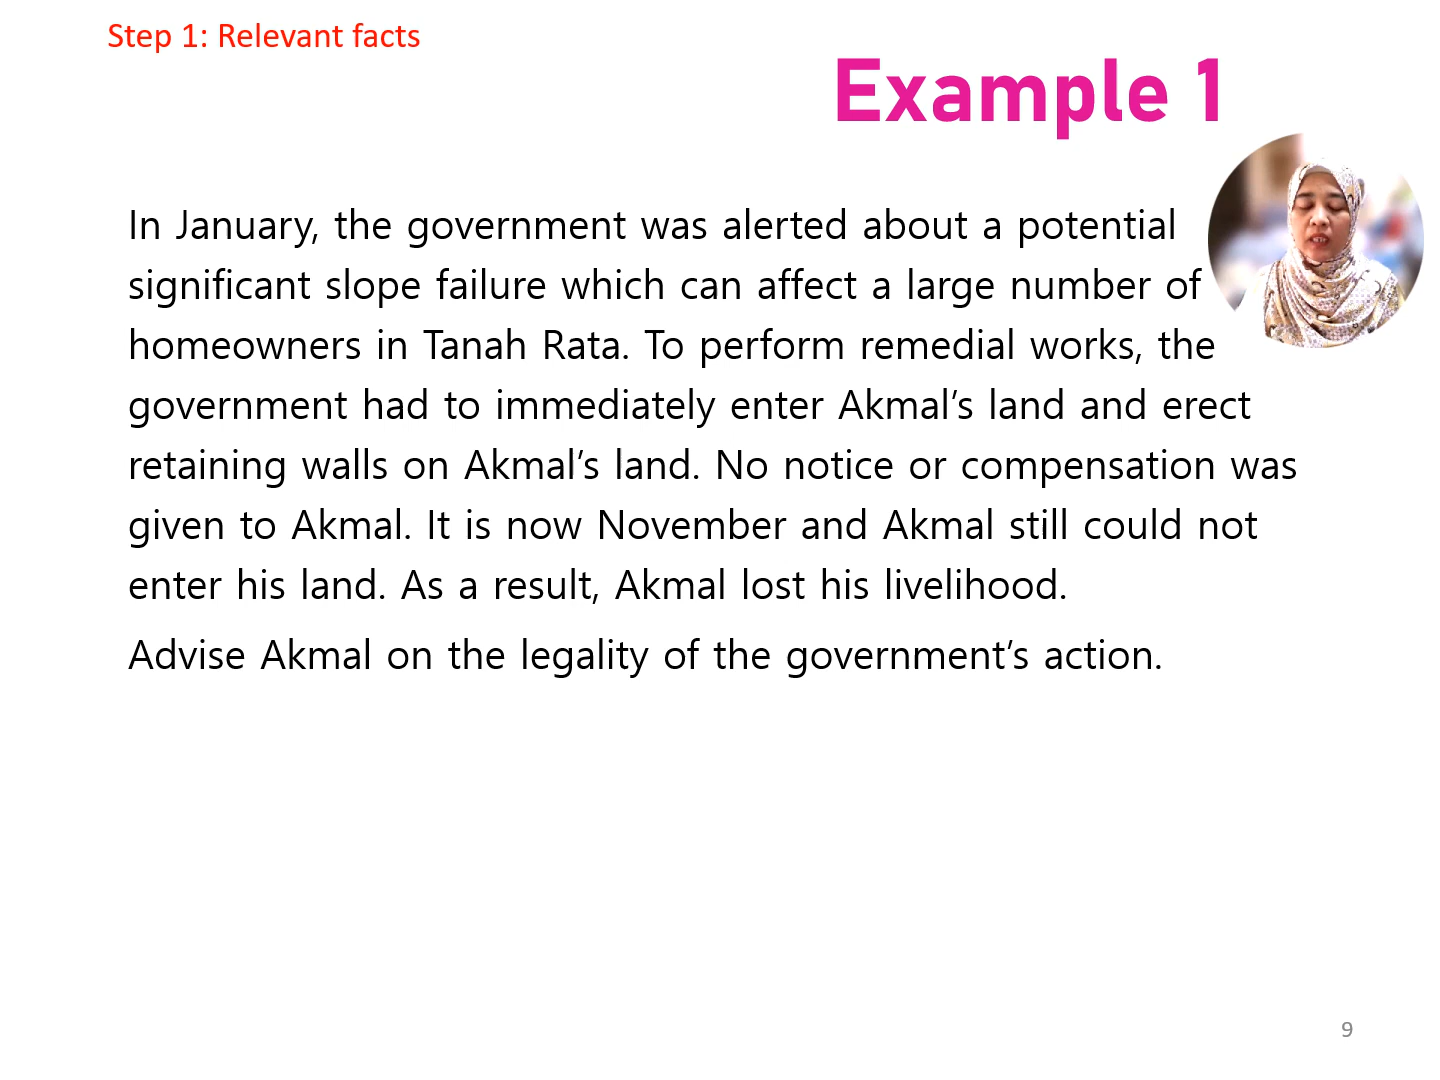 Step 1: Relevant facts
Example 1
In January, the government was alerted about a potential
significant slope failure which can affect a large number of
homeowners in Tanah Rata. To perform remedial works, the
government had to immediately enter Akmal’s land and erect
retaining walls on Akmal’s land. No notice or compensation was
given to Akmal. It is now November and Akmal still could not
enter his land. As a result, Akmal lost his livelihood.
Advise Akmal on the legality of the government’s action.
9